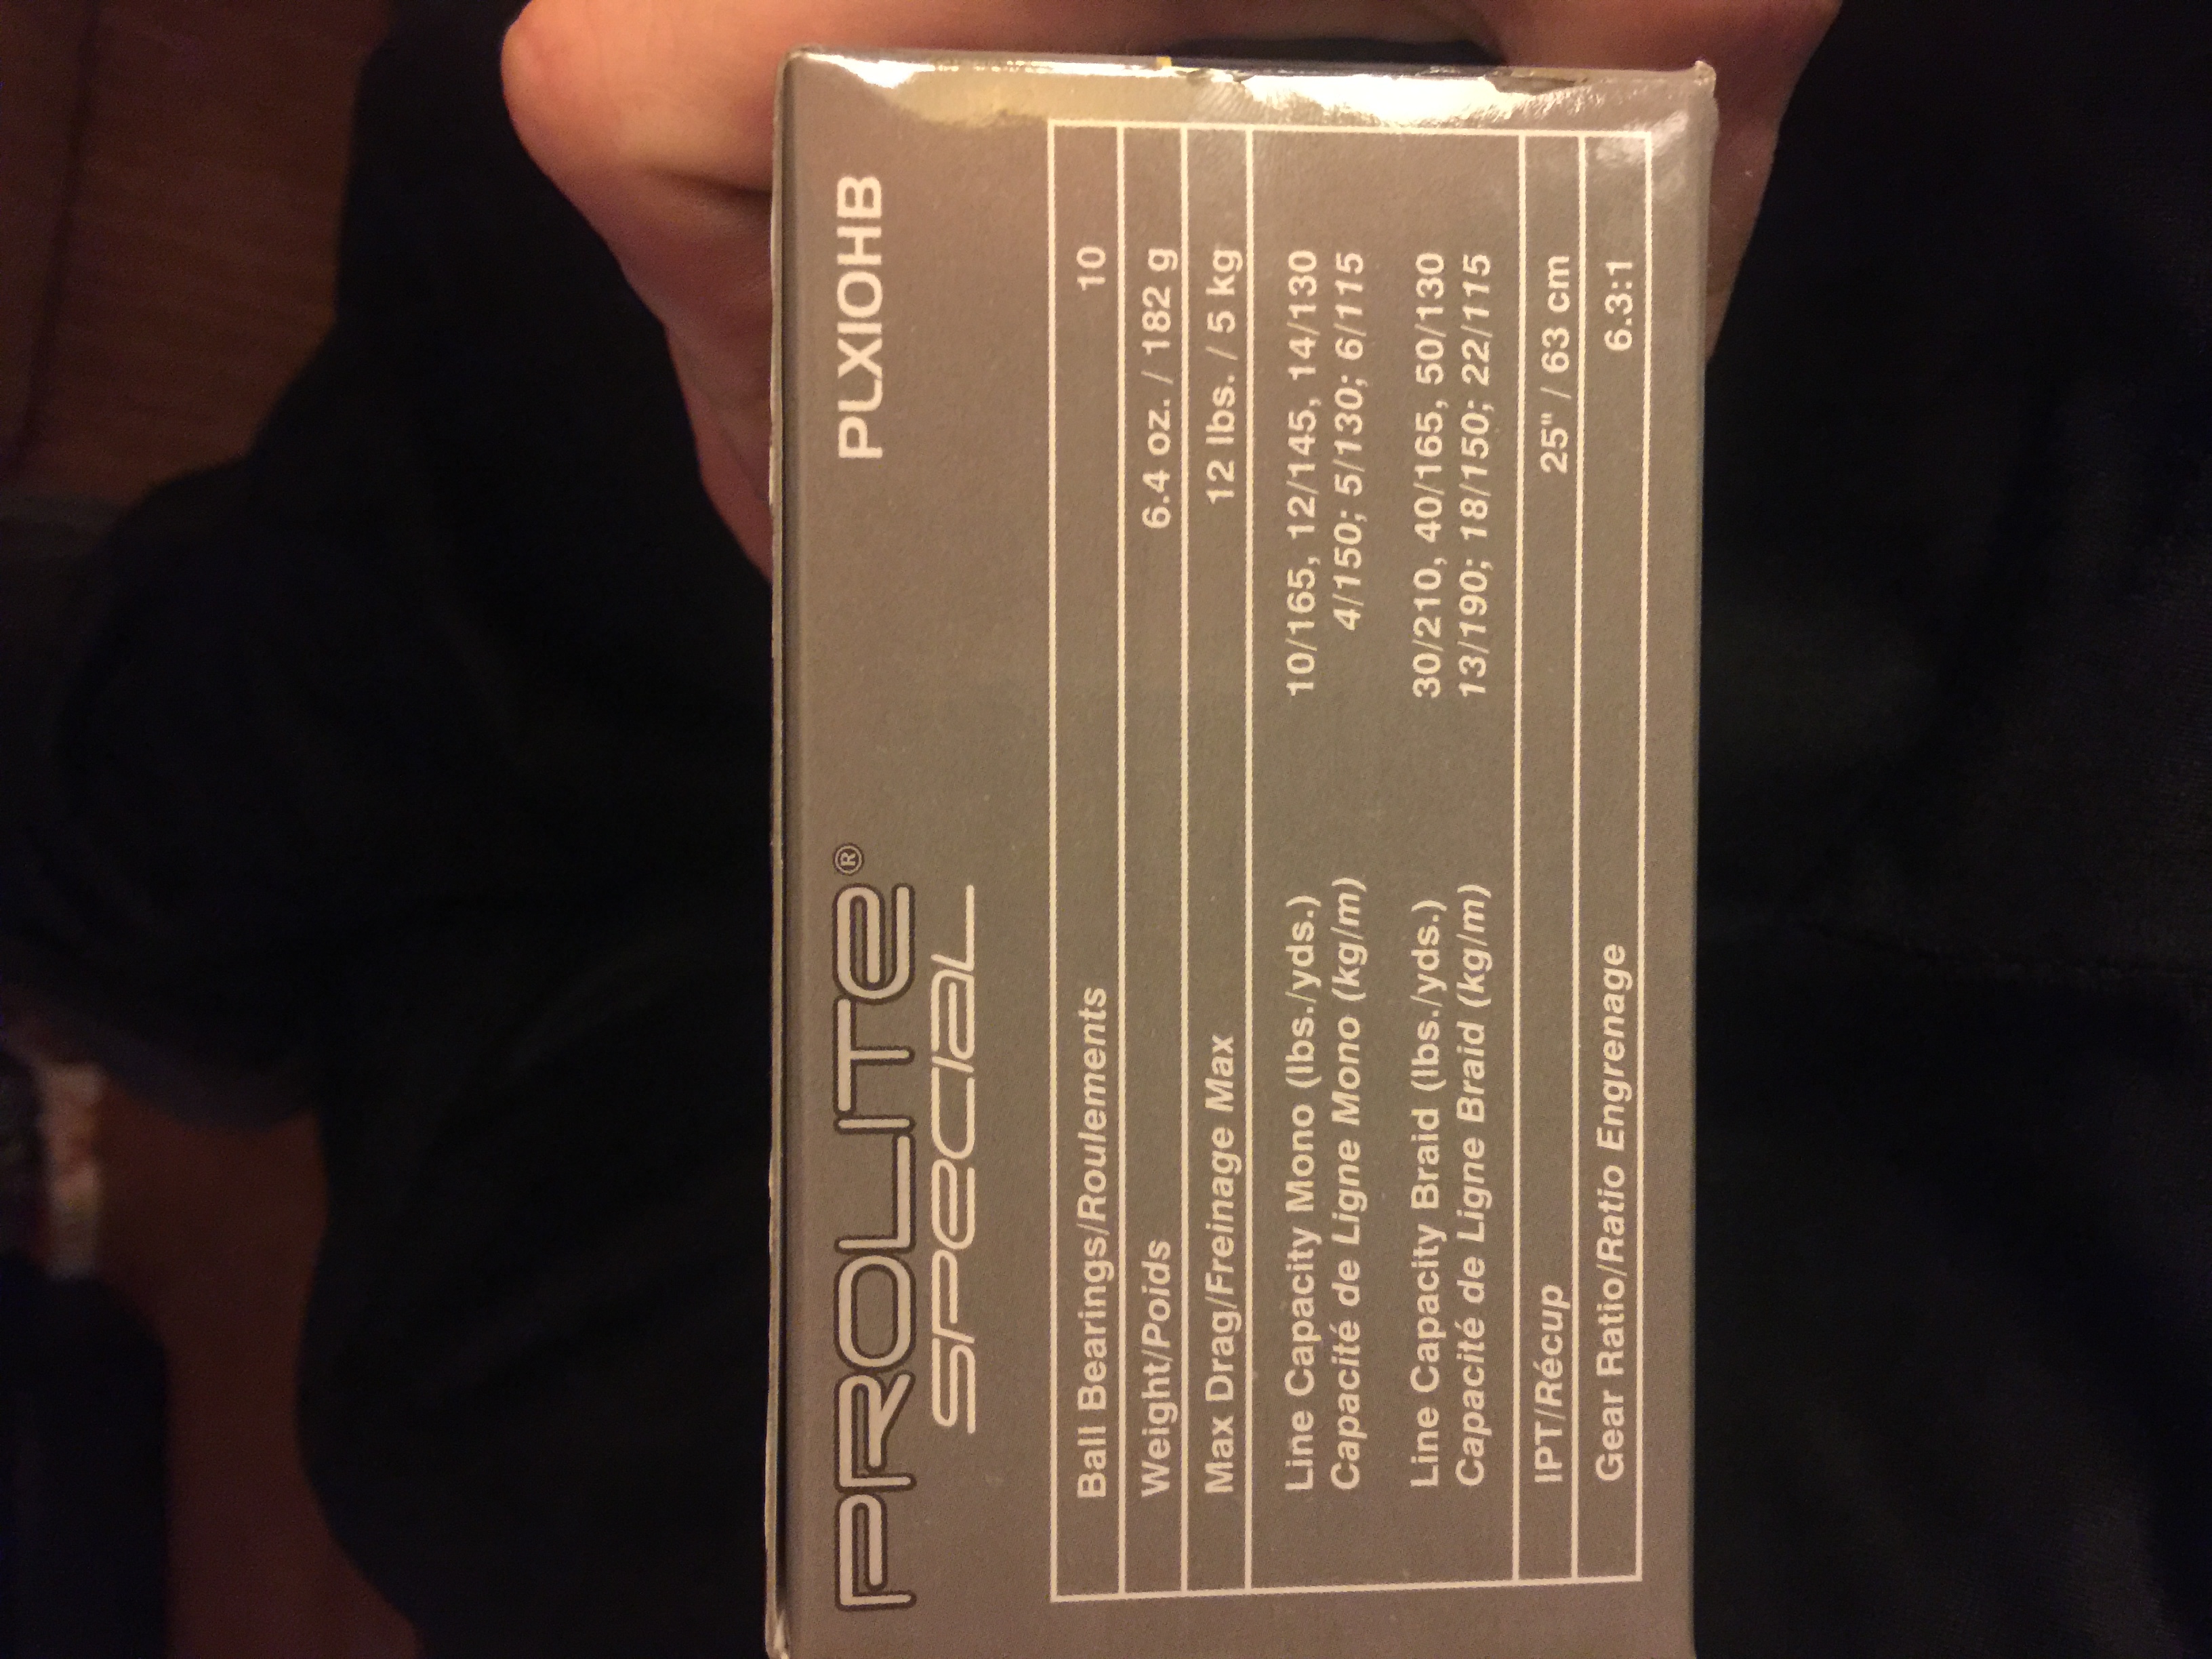 PROLITE®
SPECIAL
PLX10HB
Ball Bearings/Roulements 10
Weight/Poids 6.4 oz. / 182 g
Max Drag/Freinage Max 12 lbs. / 5 kg
Line Capacity Mono (lbs./yds.) 10/165, 12/145, 14/130
Capacité de Ligne Mono (kg/m) 4/150; 5/130; 6/115
Line Capacity Braid (lbs./yds.) 30/210, 40/165, 50/130
Capacité de Ligne Braid (kg/m) 13/190; 18/150; 22/115
IPT/Récup 25" / 63 cm
Gear Ratio/Ratio Engrenage 6.3:1